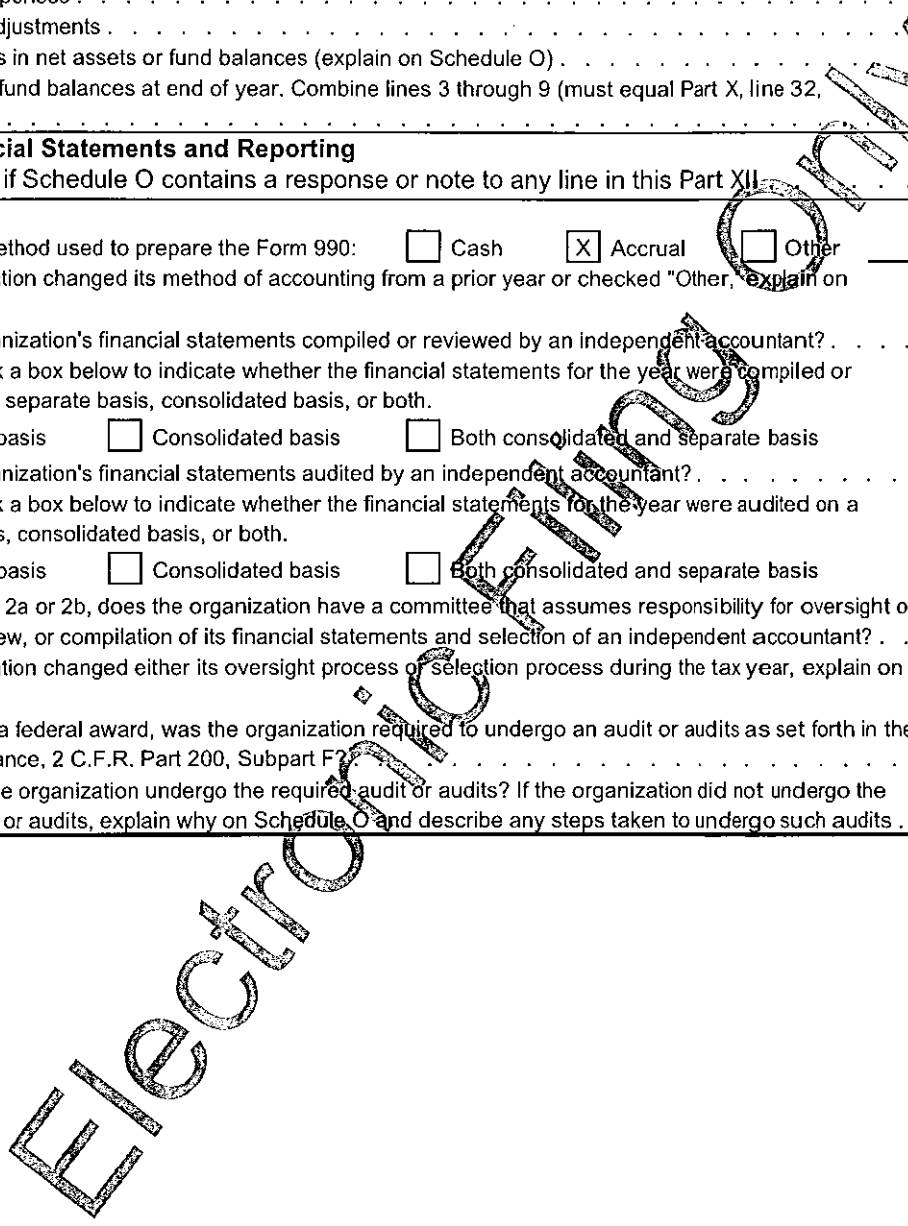 djustments . . . . . . . . . . . . . . . . . . . . . . . . . . . . . . . . . . .
s in net assets or fund balances (explain on Schedule O) . . . . . . . . . . . . .
fund balances at end of year. Combine lines 3 through 9 (must equal Part X, line 32,
cial Statements and Reporting
if Schedule O contains a response or note to any line in this Part XII . . .
ethod used to prepare the Form 990: Cash X Accrual Other
tion changed its method of accounting from a prior year or checked "Other," explain on
nization's financial statements compiled or reviewed by an independent accountant? . . . .
k a box below to indicate whether the financial statements for the year were compiled or
separate basis, consolidated basis, or both.
basis Consolidated basis Both consolidated and separate basis
nization's financial statements audited by an independent accountant? . . . . . . . . .
k a box below to indicate whether the financial statements for the year were audited on a
s, consolidated basis, or both.
basis Consolidated basis Both consolidated and separate basis
2a or 2b, does the organization have a committee that assumes responsibility for oversight o
ew, or compilation of its financial statements and selection of an independent accountant? . .
tion changed either its oversight process or selection process during the tax year, explain on
a federal award, was the organization required to undergo an audit or audits as set forth in the
ance, 2 C.F.R. Part 200, Subpart F? . . . . . . . . . . . . . . . . . . . . . .
e organization undergo the required audit or audits? If the organization did not undergo the
or audits, explain why on Schedule O and describe any steps taken to undergo such audits .
Electronic Filing Onl